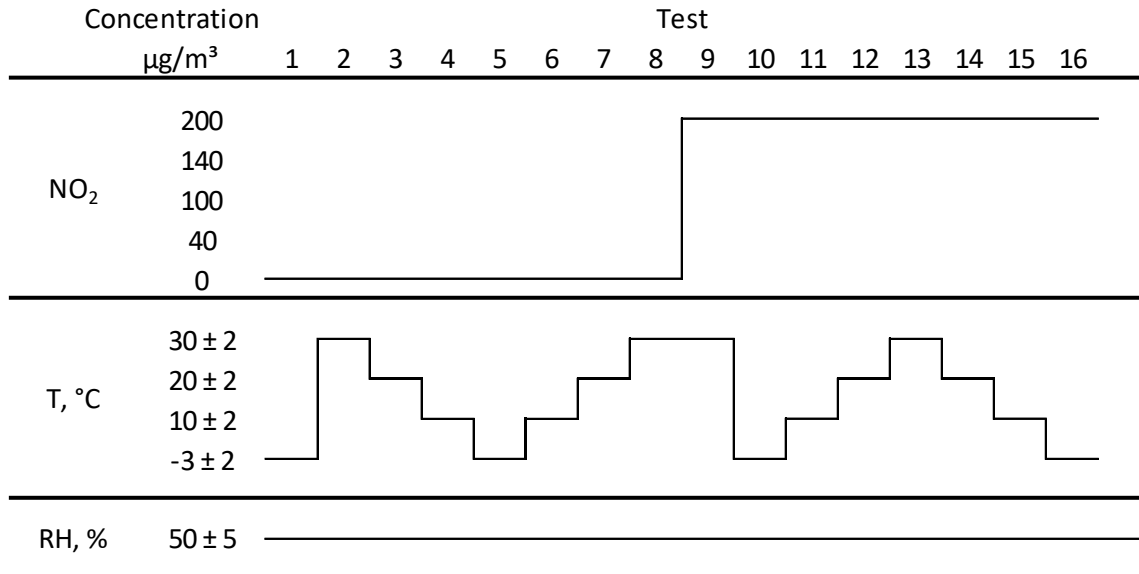 Concentration Test
µg/m³ 1 2 3 4 5 6 7 8 9 10 11 12 13 14 15 16
200
140
NO₂ 100
40
0
30 ± 2
20 ± 2
T, °C
10 ± 2
-3 ± 2
RH, % 50 ± 5